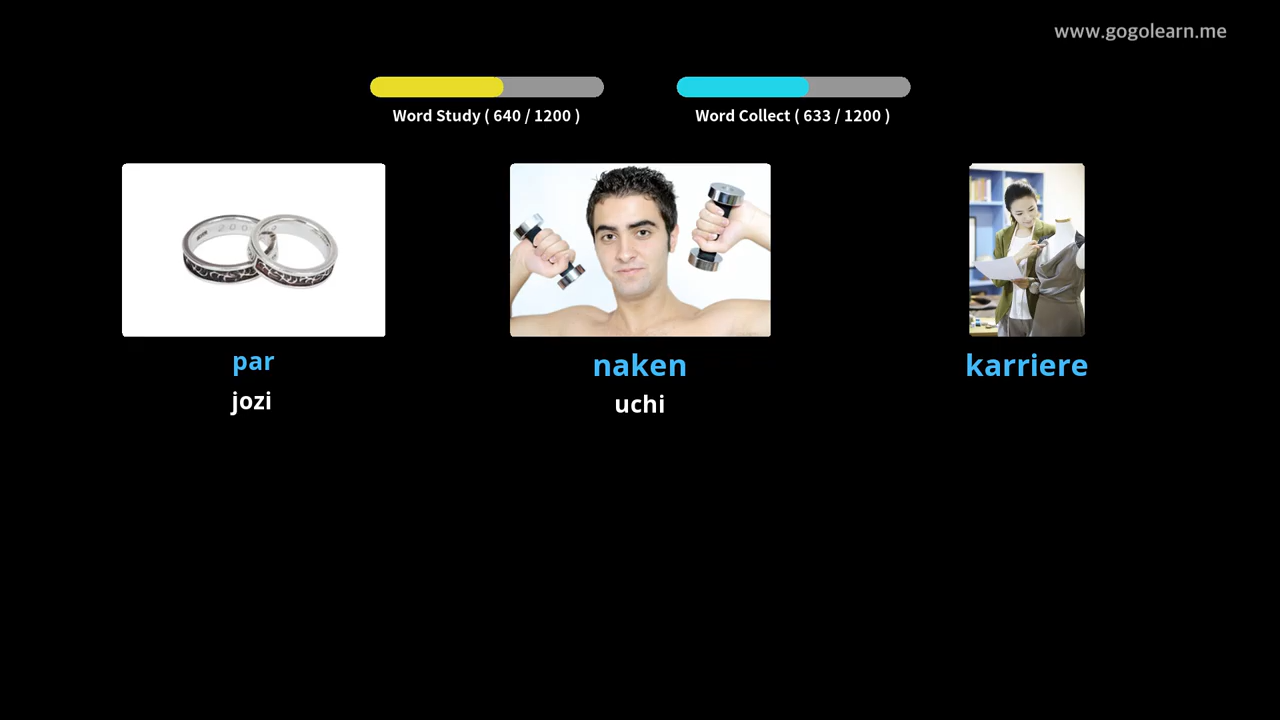 www.gogolearn.me
Word Study ( 640 / 1200 )
Word Collect ( 633 / 1200 )
par
naken
karriere
jozi
uchi